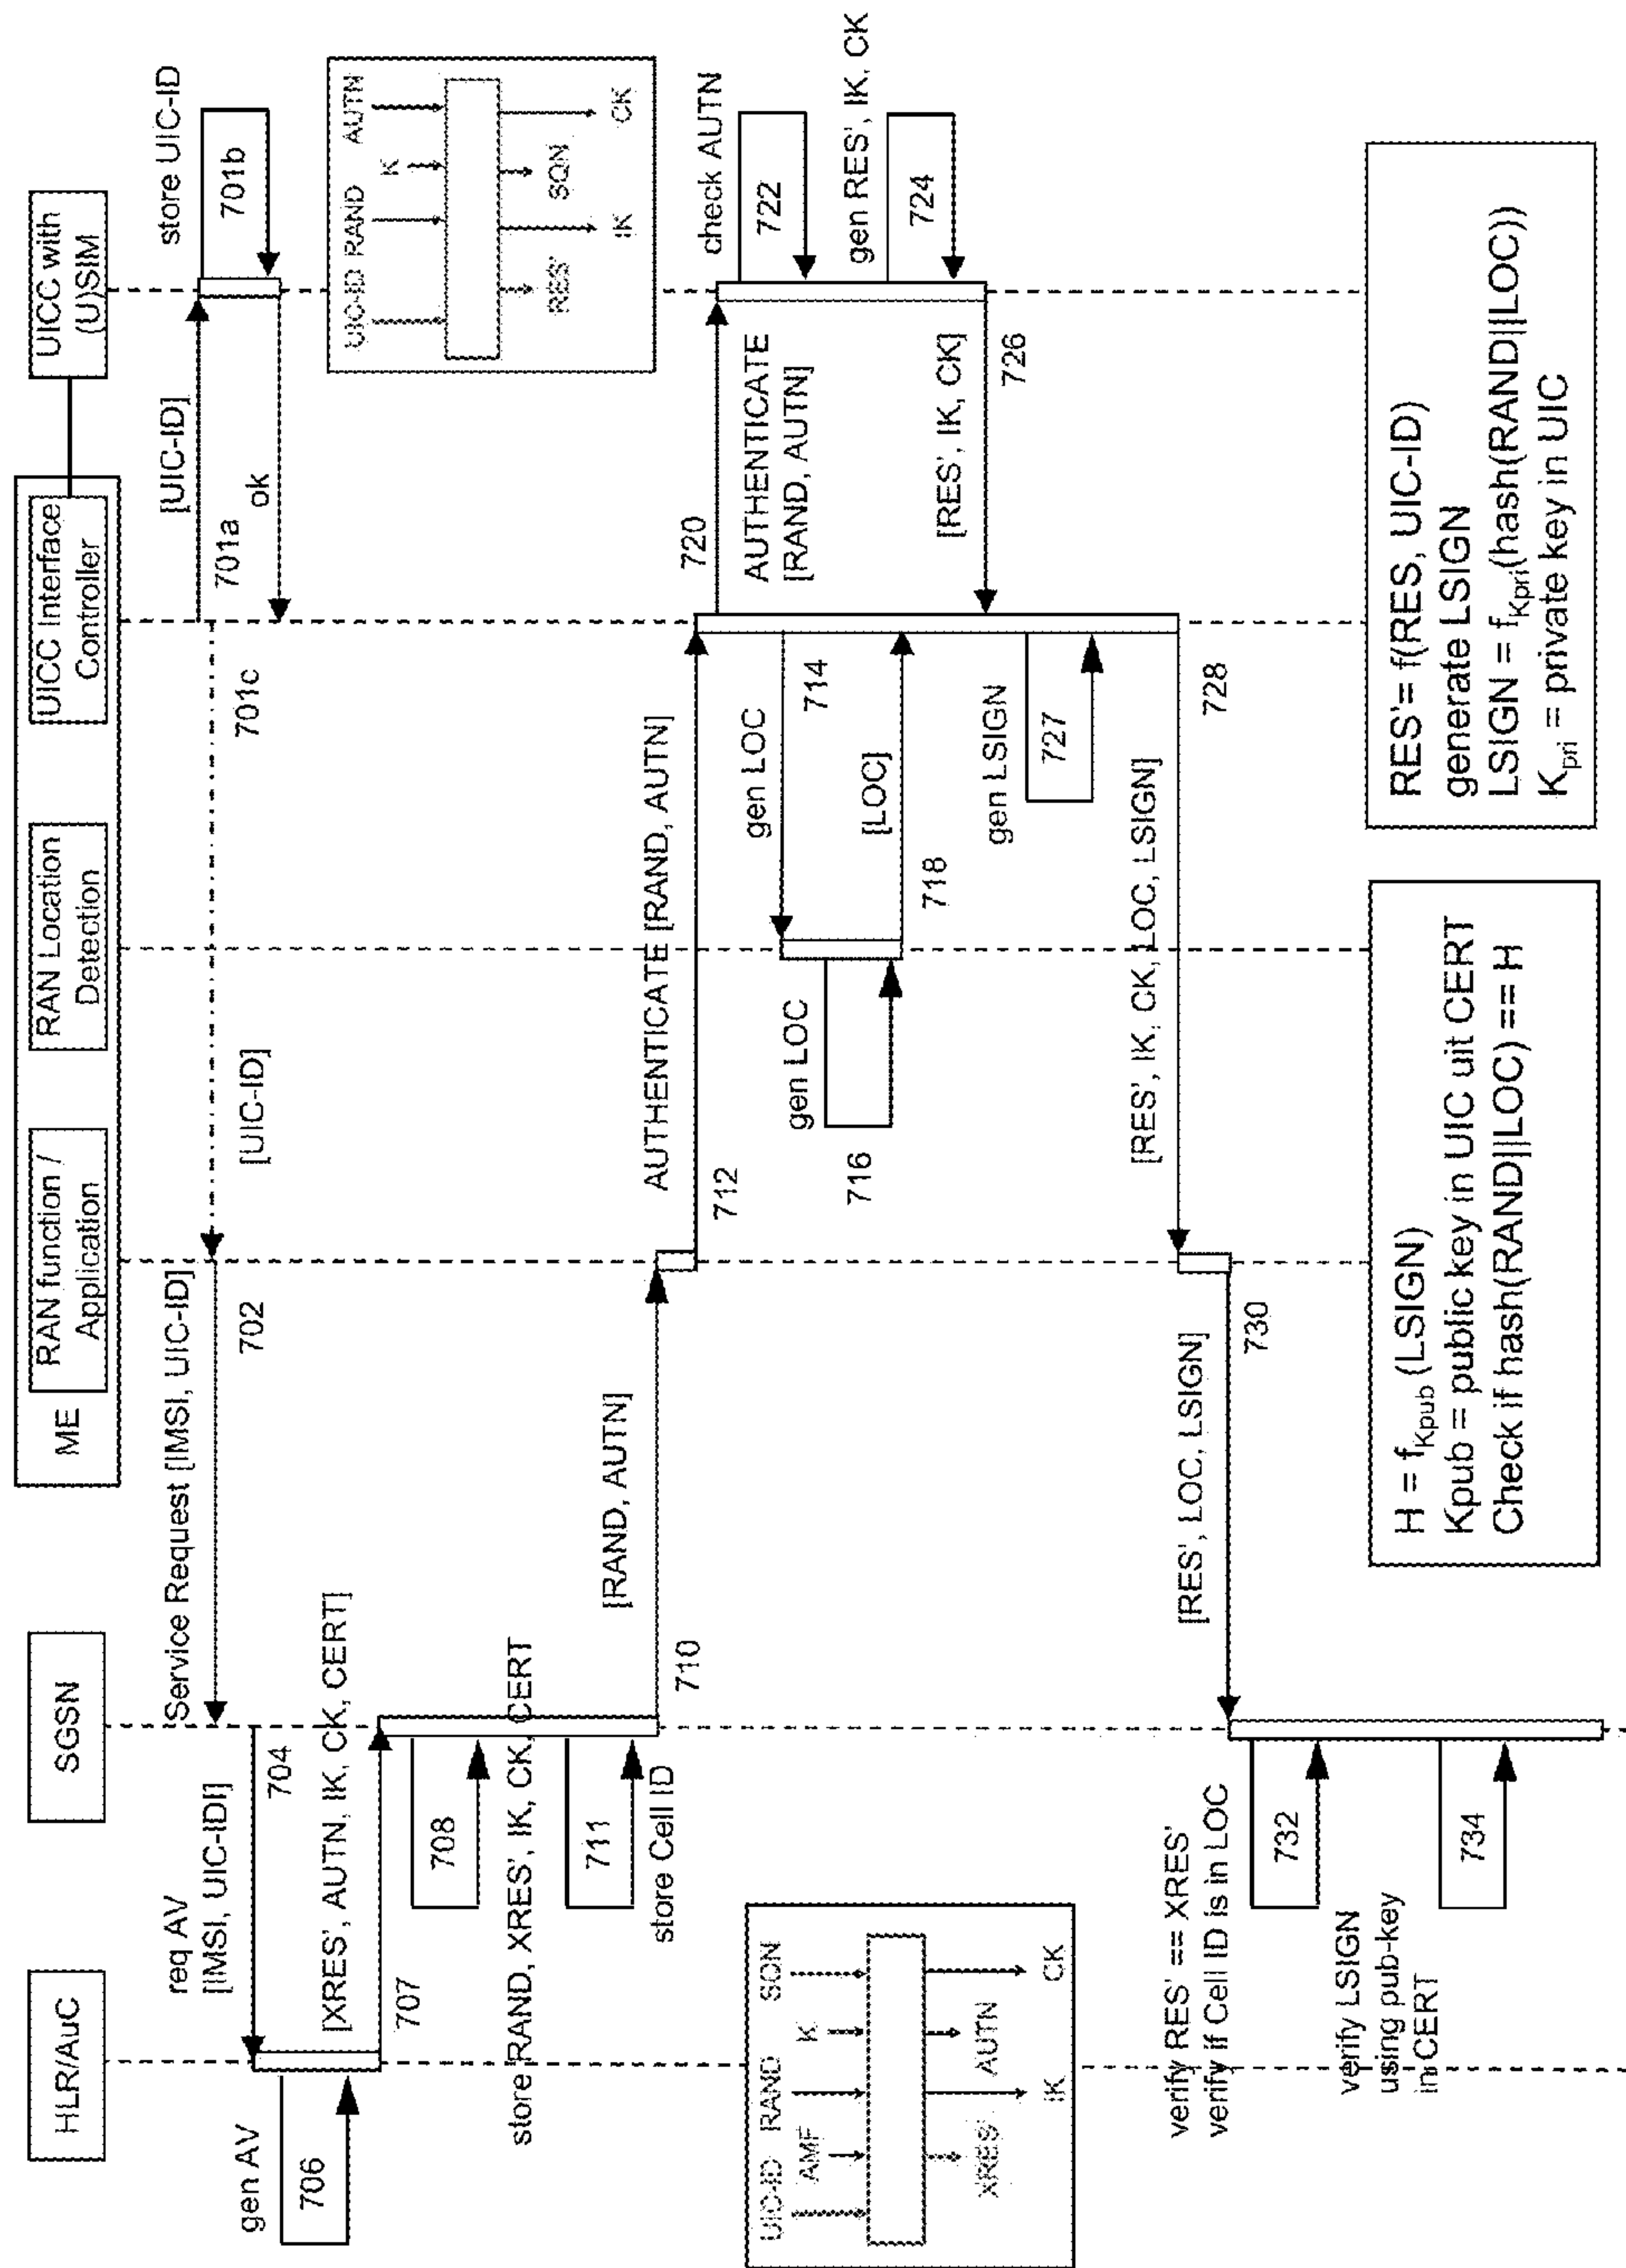 HLR/AuC
SGSN
ME
RAN function /
Application
RAN Location
Detection
UICC Interface
Controller
UICC with
(U)SIM
[UIC-ID]
701a
ok
store UIC-ID
701b
701c
[UIC-ID]
Service Request [IMSI, UIC-ID]
702
req AV
[IMSI, UIC-ID]
704
gen AV
706
[XRES', AUTN, IK, CK, CERT]
707
708
store RAND, XRES', IK, CK, CERT
711
store Cell ID
[RAND, AUTN]
710
AUTHENTICATE [RAND, AUTN]
712
gen LOC
714
gen LOC
716
[LOC]
718
720
AUTHENTICATE
[RAND, AUTN]
check AUTN
722
gen RES', IK, CK
724
[RES', IK, CK]
726
gen LSIGN
727
[RES', IK, CK, LOC, LSIGN]
728
[RES', LOC, LSIGN]
730
verify RES' == XRES'
verify if Cell ID is in LOC
732
verify LSIGN
using pub-key
in CERT
734
UIC-ID RAND AUTN
K
RES' SQN
IK CK
UIC-ID RAND SQN
AMF K
XRES' AUTN
IK CK
H = fKpub (LSIGN)
Kpub = public key in UIC uit CERT
Check if hash(RAND||LOC) == H
RES'= f(RES, UIC-ID)
generate LSIGN
LSIGN = fKpri(hash(RAND||LOC))
Kpri = private key in UIC